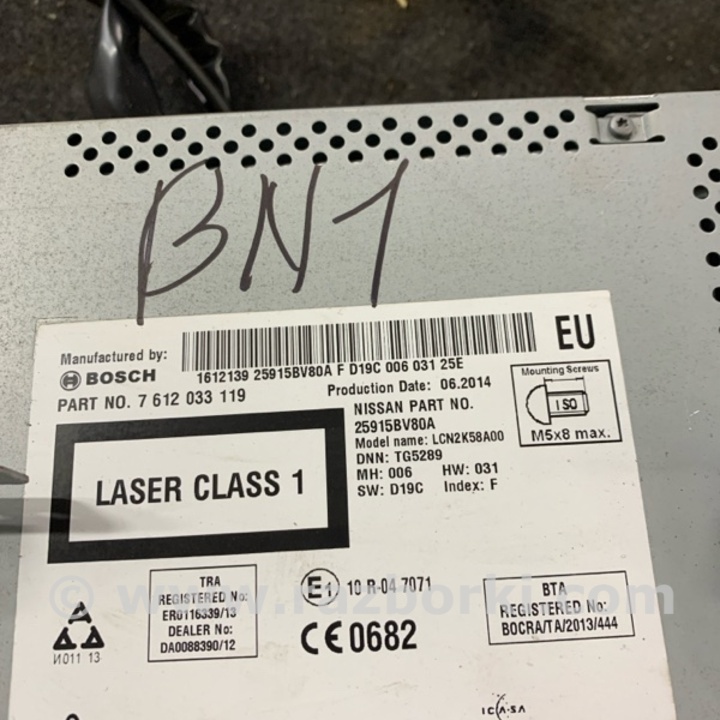 BN1
Manufactured by:
BOSCH
1612139 25915BV80A F D19C 006 031 25E
EU
PART NO. 7 612 033 119
Production Date: 06.2014
NISSAN PART NO.
25915BV80A
Model name: LCN2K58A00
DNN: TG5289
MH: 006 HW: 031
SW: D19C Index: F
Mounting Screws
ISO
M5x8 max.
LASER CLASS 1
TRA
REGISTERED No:
ER0116339/13
DEALER No:
DA0088390/12
E1 10 R-04 7071
CE0682
BTA
REGISTERED No:
BOCRA/TA/2013/444
И011 13
ICASA
© www.razborki.com